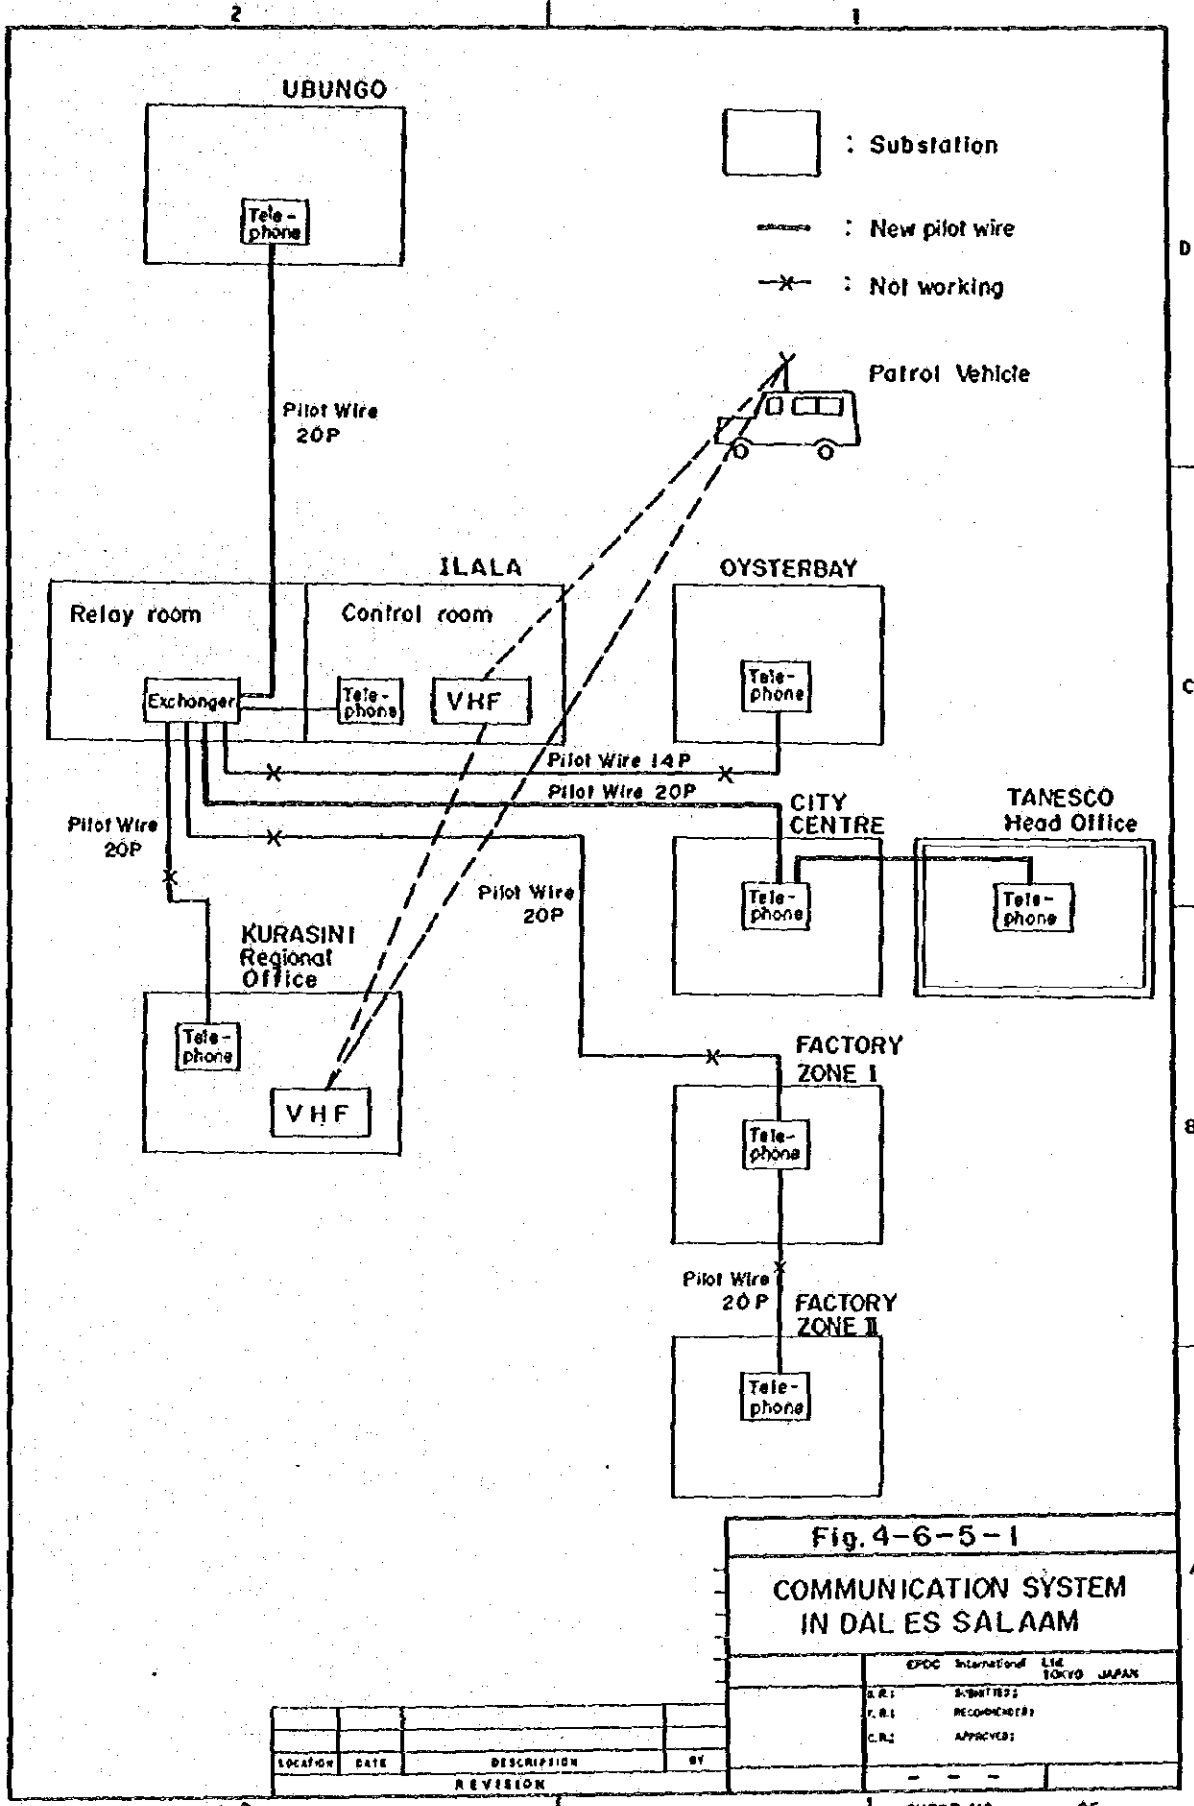 2
1
UBUNGO
Tele-
phone
: Substation
: New pilot wire
: Not working
D
Patrol Vehicle
Pilot Wire
20P
ILALA
OYSTERBAY
Relay room
Control room
Exchanger
Tele-
phone
VHF
Tele-
phone
C
Pilot Wire 14P
Pilot Wire 20P
Pilot Wire
20P
CITY
CENTRE
TANESCO
Head Office
Pilot Wire
20P
Tele-
phone
Tele-
phone
KURASINI
Regional
Office
Tele-
phone
VHF
FACTORY
ZONE I
Tele-
phone
B
Pilot Wire
20P
FACTORY
ZONE II
Tele-
phone
Fig. 4-6-5-1
A
COMMUNICATION SYSTEM
IN DAL ES SALAAM
EPDC International Ltd
TOKYO JAPAN
SUBMITTED:
RECOMMENDED:
C.R.: APPROVED:
LOCATION DATE DESCRIPTION BY
REVISION
- - -